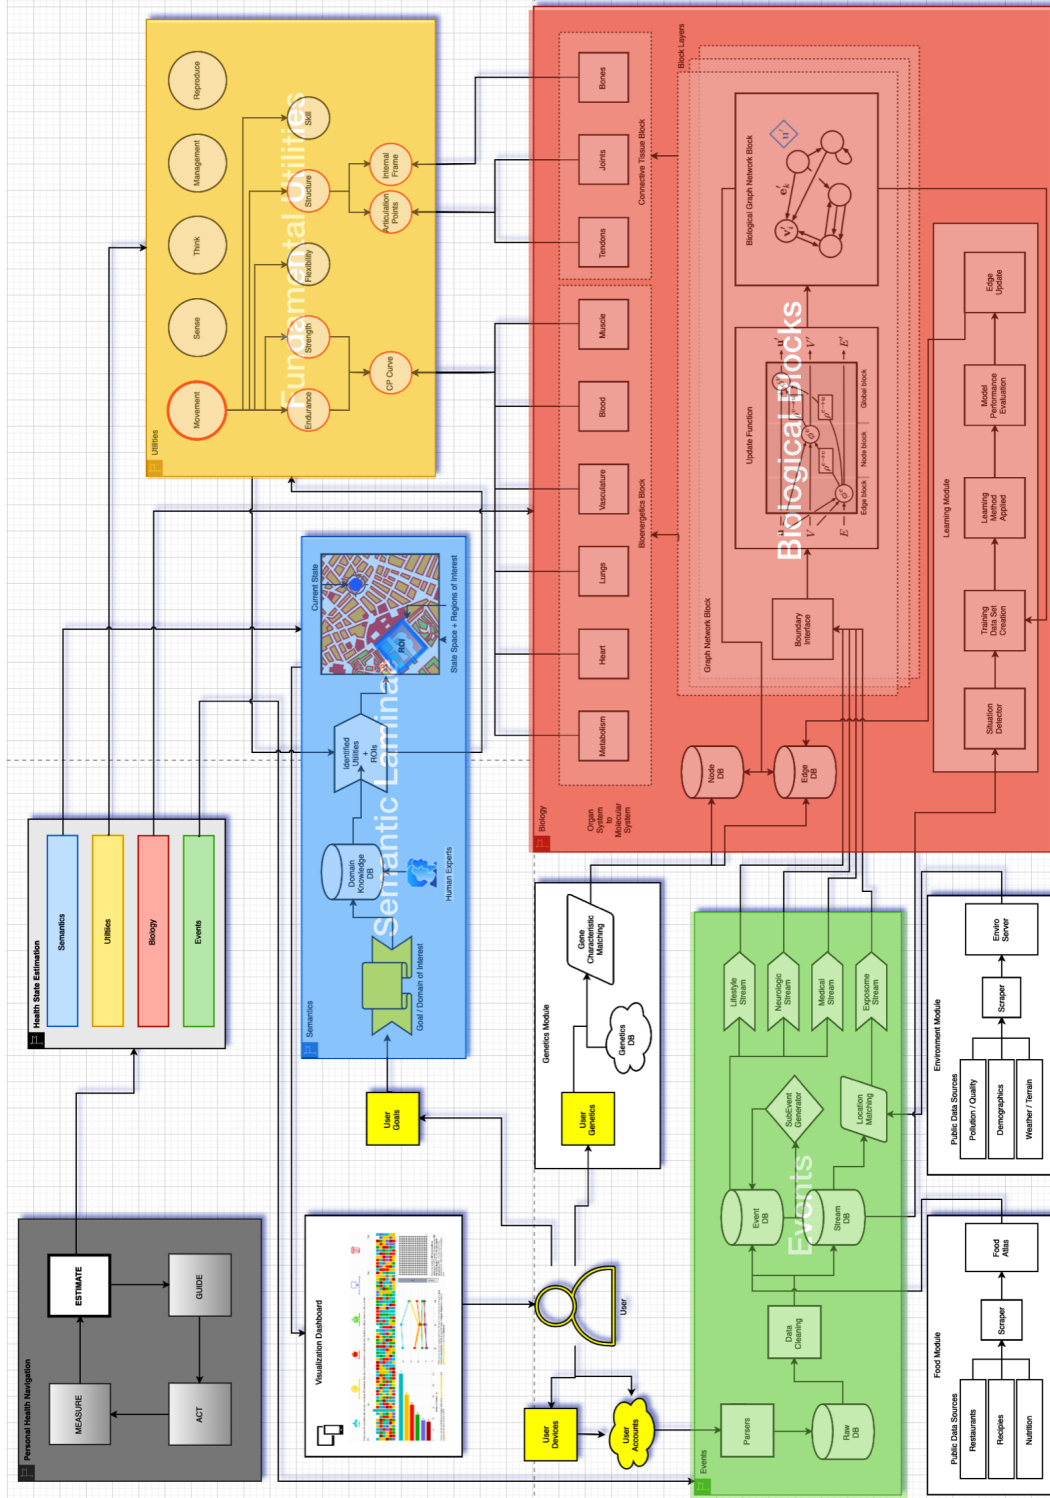 Personal Health Navigation
MEASURE
ESTIMATE
ACT
GUIDE
Health State Estimation
Semantics
Utilities
Biology
Events
Utilities
Fundamental Utilities
Movement
Sense
Think
Management
Reproduce
Endurance
Strength
Flexibility
Structure
Skill
CP Curve
Articulation
Points
Internal
Frame
Visualization Dashboard
User
Goals
Semantics
Semantic Laminae
Goal / Domain of Interest
Domain
Knowledge
DB
Human Experts
Identified
Utilities
+
ROIs
Current State
ROI
State Space + Regions of Interest
User
User
Devices
User
Accounts
Genetics Module
User
Genetics
Genetics
DB
Gene
Characteristic
Matching
Biology
Biological Blocks
Organ
System
to
Molecular
System
Metabolism
Heart
Lungs
Vasculature
Blood
Muscle
Bioenergetics Block
Tendons
Joints
Bones
Connective Tissue Block
Block Layers
Node
DB
Edge
DB
Graph Network Block
Boundary
Interface
Update Function
u
V
E
u'
V'
E'
Edge block
Node block
Global block
Biological Graph Network Block
u'
v'i
e'k
Learning Module
Situation
Detector
Training
Data Set
Creation
Learning
Method
Applied
Model
Performance
Evaluation
Edge
Update
Events
Events
Parsers
Raw
DB
Data
Cleaning
Event
DB
Stream
DB
SubEvent
Generator
Location
Matching
Lifestyle
Stream
Neurologic
Stream
Medical
Stream
Exposome
Stream
Food Module
Public Data Sources
Restaurants
Recipies
Nutrition
Scraper
Food
Atlas
Environment Module
Public Data Sources
Pollution / Quality
Demographics
Weather / Terrain
Scraper
Enviro
Server